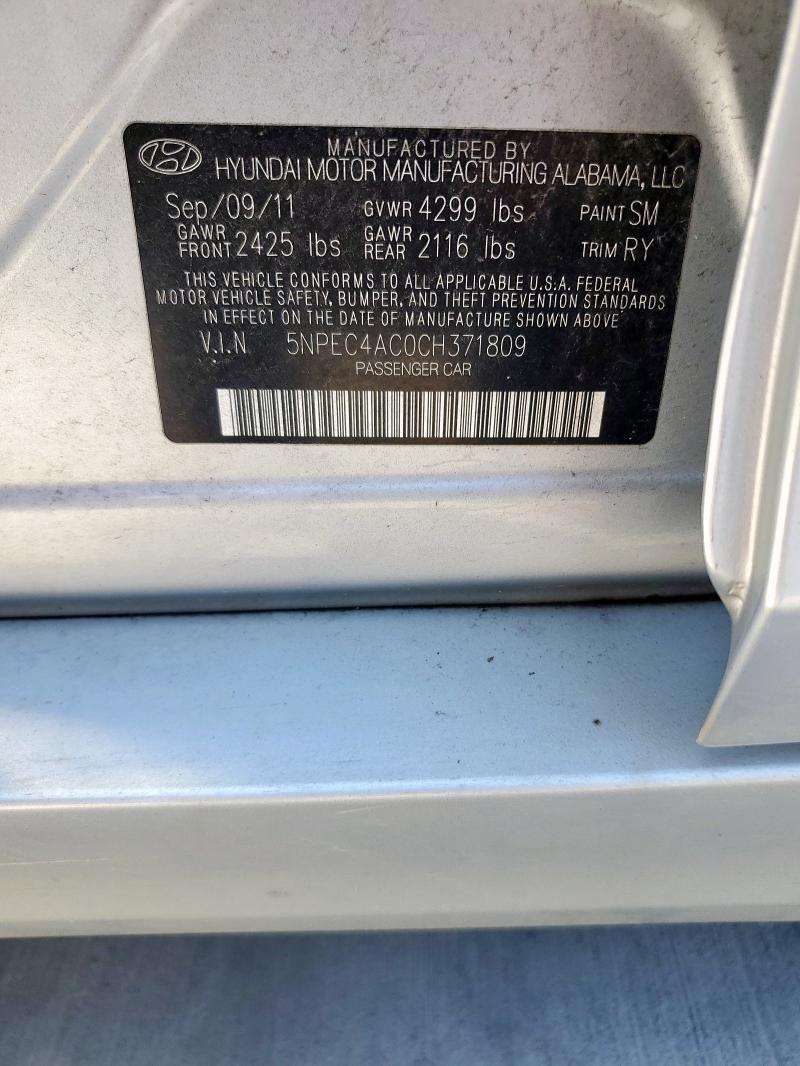 MANUFACTURED BY
HYUNDAI MOTOR MANUFACTURING ALABAMA, LLC
Sep/09/11 GVWR 4299 lbs PAINT SM
GAWR FRONT 2425 lbs GAWR REAR 2116 lbs TRIM RY
THIS VEHICLE CONFORMS TO ALL APPLICABLE U.S.A. FEDERAL
MOTOR VEHICLE SAFETY, BUMPER, AND THEFT PREVENTION STANDARDS
IN EFFECT ON THE DATE OF MANUFACTURE SHOWN ABOVE
V.I.N 5NPEC4AC0CH371809
PASSENGER CAR